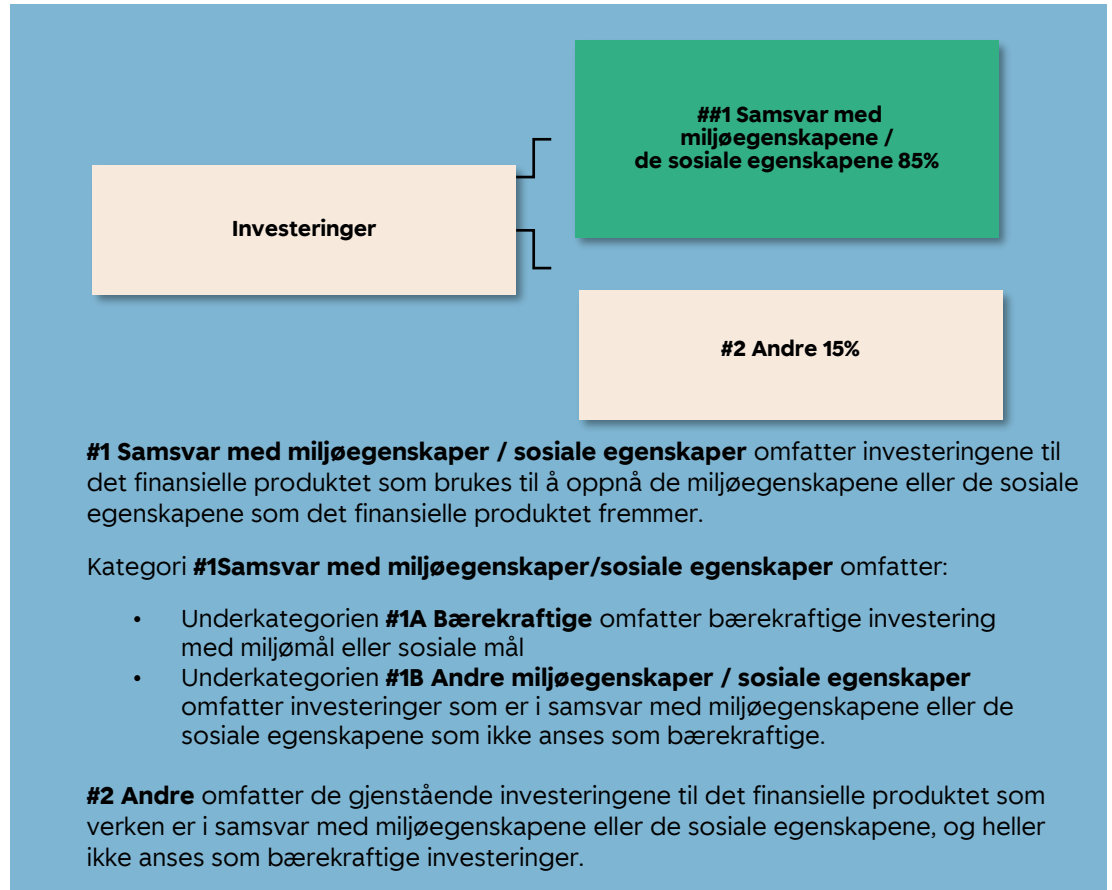 ##1 Samsvar med
miljøegenskapene /
de sosiale egenskapene 85%
Investeringer
#2 Andre 15%
#1 Samsvar med miljøegenskaper / sosiale egenskaper omfatter investeringene til
det finansielle produktet som brukes til å oppnå de miljøegenskapene eller de sosiale
egenskapene som det finansielle produktet fremmer.
Kategori #1Samsvar med miljøegenskaper/sosiale egenskaper omfatter:
• Underkategorien #1A Bærekraftige omfatter bærekraftige investering
med miljømål eller sosiale mål
• Underkategorien #1B Andre miljøegenskaper / sosiale egenskaper
omfatter investeringer som er i samsvar med miljøegenskapene eller de
sosiale egenskapene som ikke anses som bærekraftige.
#2 Andre omfatter de gjenstående investeringene til det finansielle produktet som
verken er i samsvar med miljøegenskapene eller de sosiale egenskapene, og heller
ikke anses som bærekraftige investeringer.